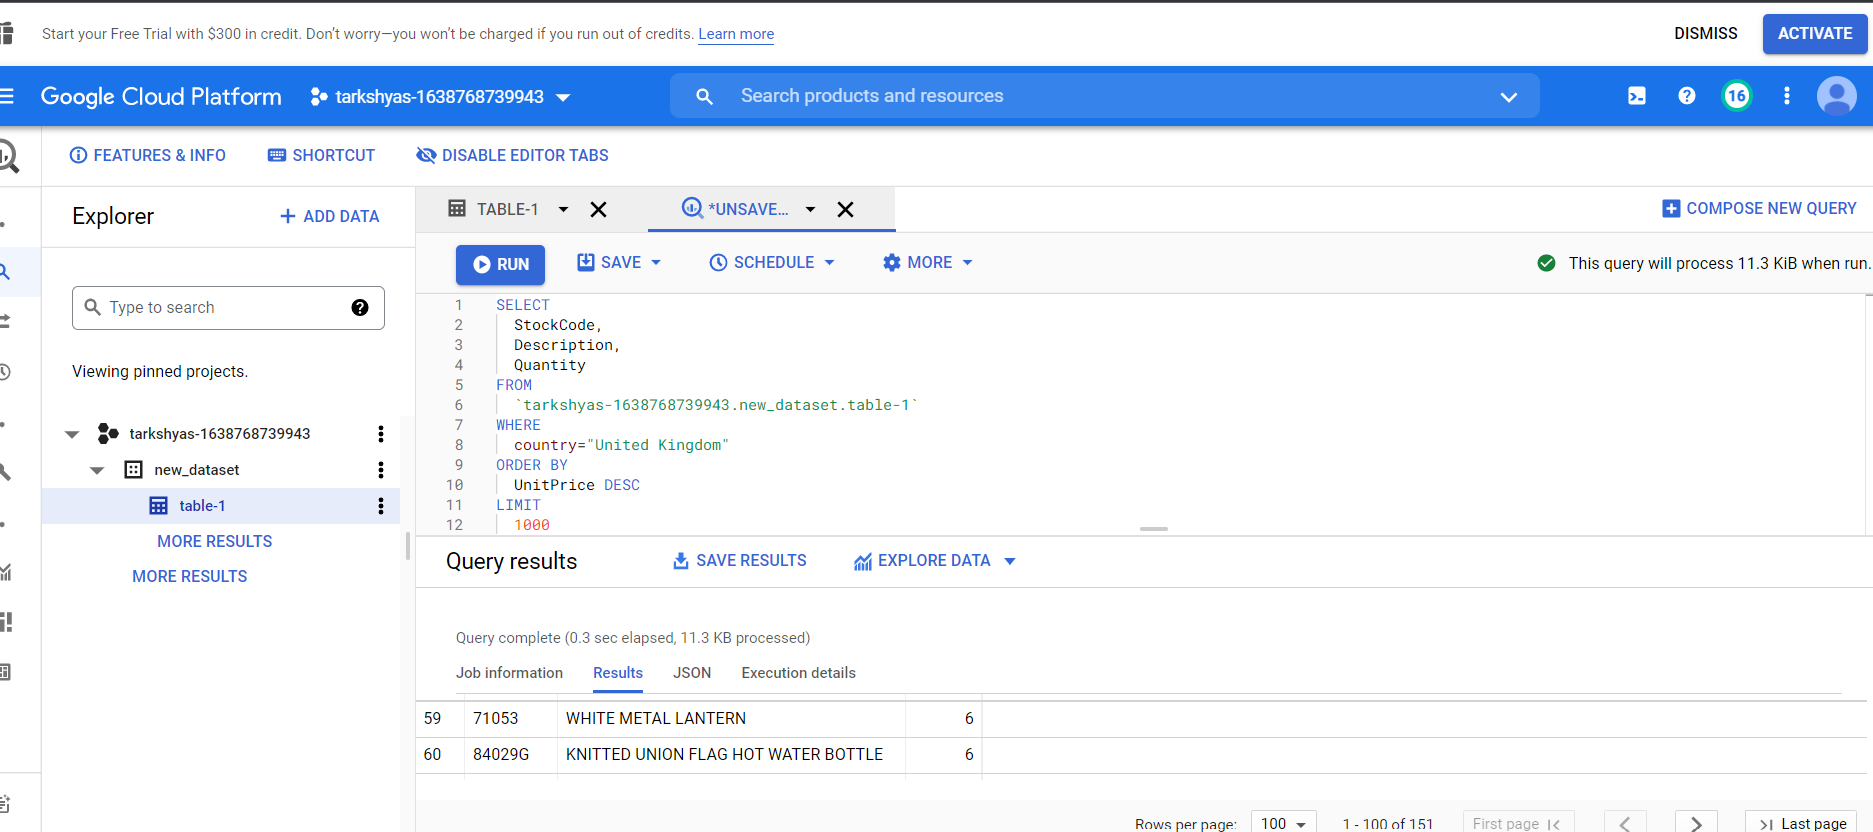 Start your Free Trial with $300 in credit. Don't worry—you won't be charged if you run out of credits. Learn more
DISMISS
ACTIVATE
Google Cloud Platform
tarkshyas-1638768739943
Search products and resources
16
FEATURES & INFO
SHORTCUT
DISABLE EDITOR TABS
Explorer
+ ADD DATA
TABLE-1
*UNSAVE...
COMPOSE NEW QUERY
RUN
SAVE
SCHEDULE
MORE
This query will process 11.3 KiB when run.
Type to search
Viewing pinned projects.
tarkshyas-1638768739943
new_dataset
table-1
MORE RESULTS
MORE RESULTS
1 SELECT
2 StockCode,
3 Description,
4 Quantity
5 FROM
6 `tarkshyas-1638768739943.new_dataset.table-1`
7 WHERE
8 country="United Kingdom"
9 ORDER BY
10 UnitPrice DESC
11 LIMIT
12 1000
Query results
SAVE RESULTS
EXPLORE DATA
Query complete (0.3 sec elapsed, 11.3 KB processed)
Job information
Results
JSON
Execution details
59 71053 WHITE METAL LANTERN 6
60 84029G KNITTED UNION FLAG HOT WATER BOTTLE 6
Rows per page: 100
1 - 100 of 151
First page
Last page